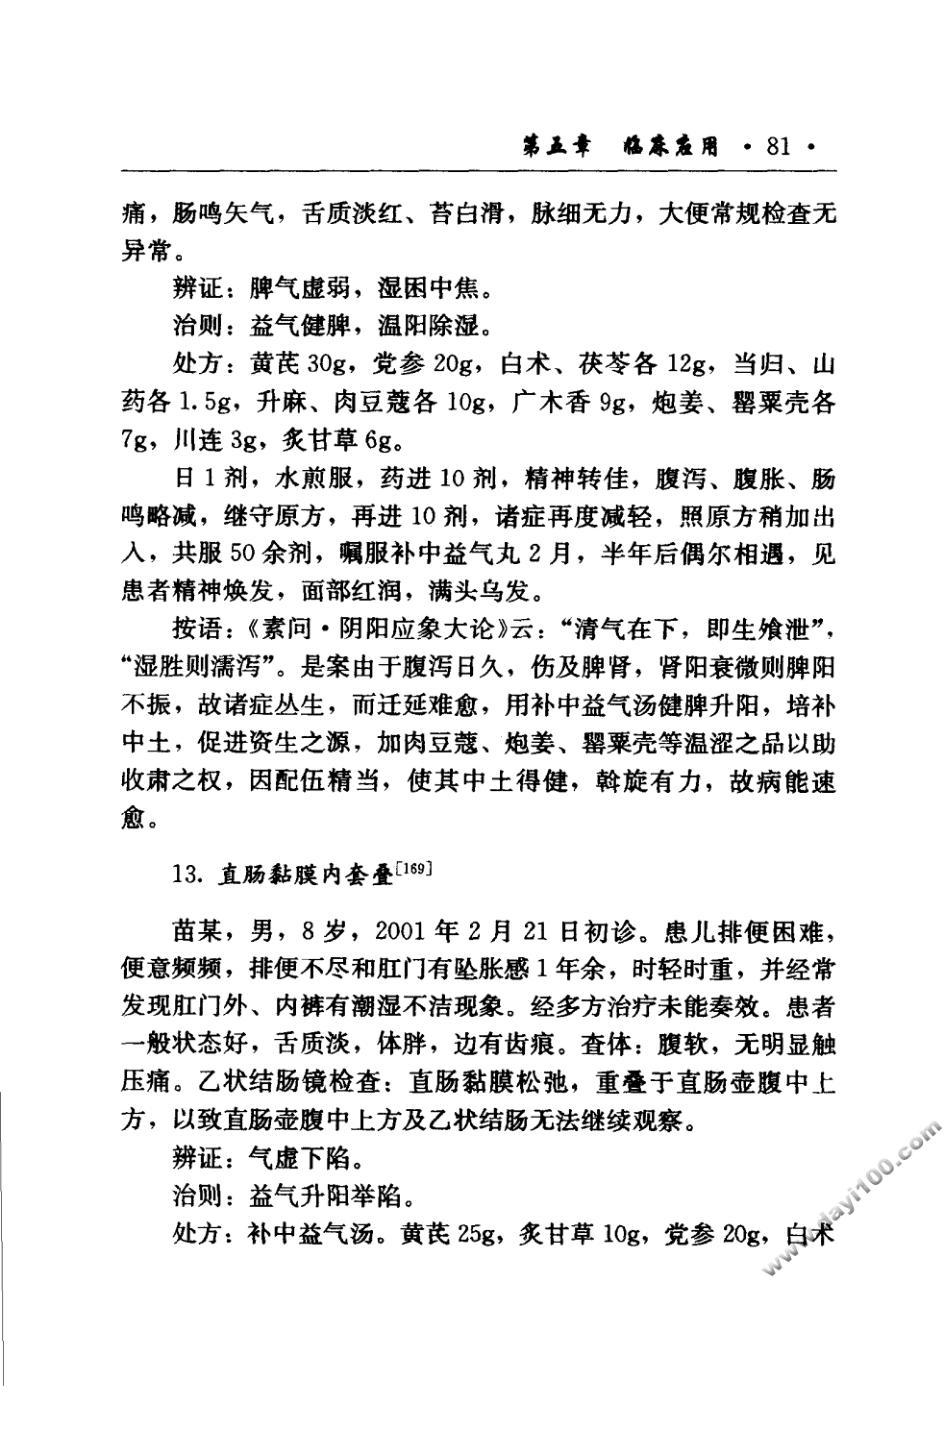 第五章 临床应用 · 81 ·
痛，肠鸣矢气，舌质淡红、苔白滑，脉细无力，大便常规检查无
异常。
辨证：脾气虚弱，湿困中焦。
治则：益气健脾，温阳除湿。
处方：黄芪 30g，党参 20g，白术、茯苓各 12g，当归、山
药各 1.5g，升麻、肉豆蔻各 10g，广木香 9g，炮姜、罂粟壳各
7g，川连 3g，炙甘草 6g。
日 1 剂，水煎服，药进 10 剂，精神转佳，腹泻、腹胀、肠
鸣略减，继守原方，再进 10 剂，诸症再度减轻，照原方稍加出
入，共服 50 余剂，嘱服补中益气丸 2 月，半年后偶尔相遇，见
患者精神焕发，面部红润，满头乌发。
按语：《素问·阴阳应象大论》云：“清气在下，即生飧泄”，
“湿胜则濡泻”。是案由于腹泻日久，伤及脾肾，肾阳衰微则脾阳
不振，故诸症丛生，而迁延难愈，用补中益气汤健脾升阳，培补
中土，促进资生之源，加肉豆蔻、炮姜、罂粟壳等温涩之品以助
收肃之权，因配伍精当，使其中土得健，斡旋有力，故病能速
愈。
13. 直肠黏膜内套叠[169]
苗某，男，8 岁，2001 年 2 月 21 日初诊。患儿排便困难，
便意频频，排便不尽和肛门有坠胀感 1 年余，时轻时重，并经常
发现肛门外、内裤有潮湿不洁现象。经多方治疗未能奏效。患者
一般状态好，舌质淡，体胖，边有齿痕。查体：腹软，无明显触
压痛。乙状结肠镜检查：直肠黏膜松弛，重叠于直肠壶腹中上
方，以致直肠壶腹中上方及乙状结肠无法继续观察。
辨证：气虚下陷。
治则：益气升阳举陷。
处方：补中益气汤。黄芪 25g，炙甘草 10g，党参 20g，白术
www.dayi100.com